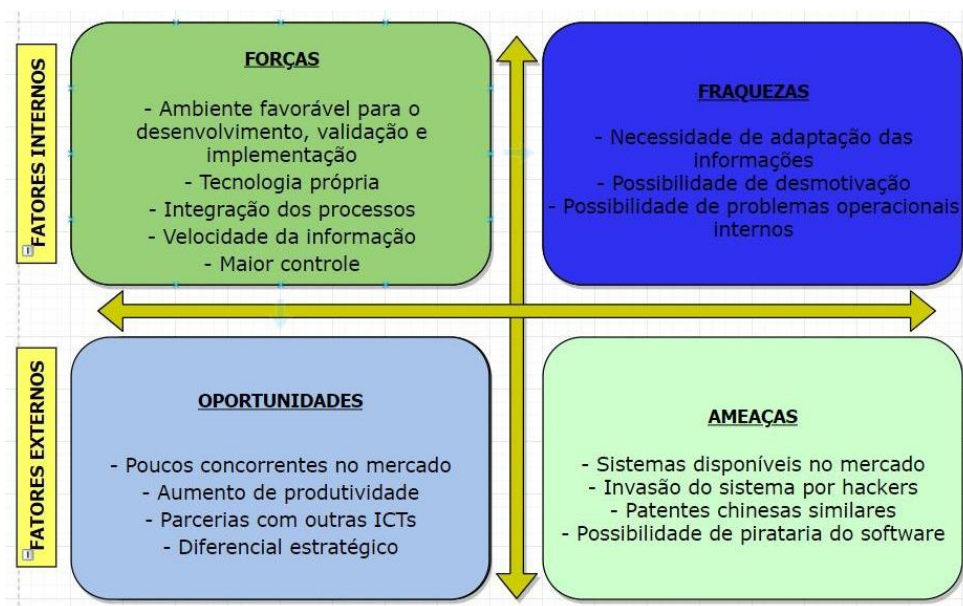 FATORES INTERNOS
FORÇAS
- Ambiente favorável para o
desenvolvimento, validação e
implementação
- Tecnologia própria
- Integração dos processos
- Velocidade da informação
- Maior controle
FRAQUEZAS
- Necessidade de adaptação das
informações
- Possibilidade de desmotivação
- Possibilidade de problemas operacionais
internos
FATORES EXTERNOS
OPORTUNIDADES
- Poucos concorrentes no mercado
- Aumento de produtividade
- Parcerias com outras ICTs
- Diferencial estratégico
AMEAÇAS
- Sistemas disponíveis no mercado
- Invasão do sistema por hackers
- Patentes chinesas similares
- Possibilidade de pirataria do software